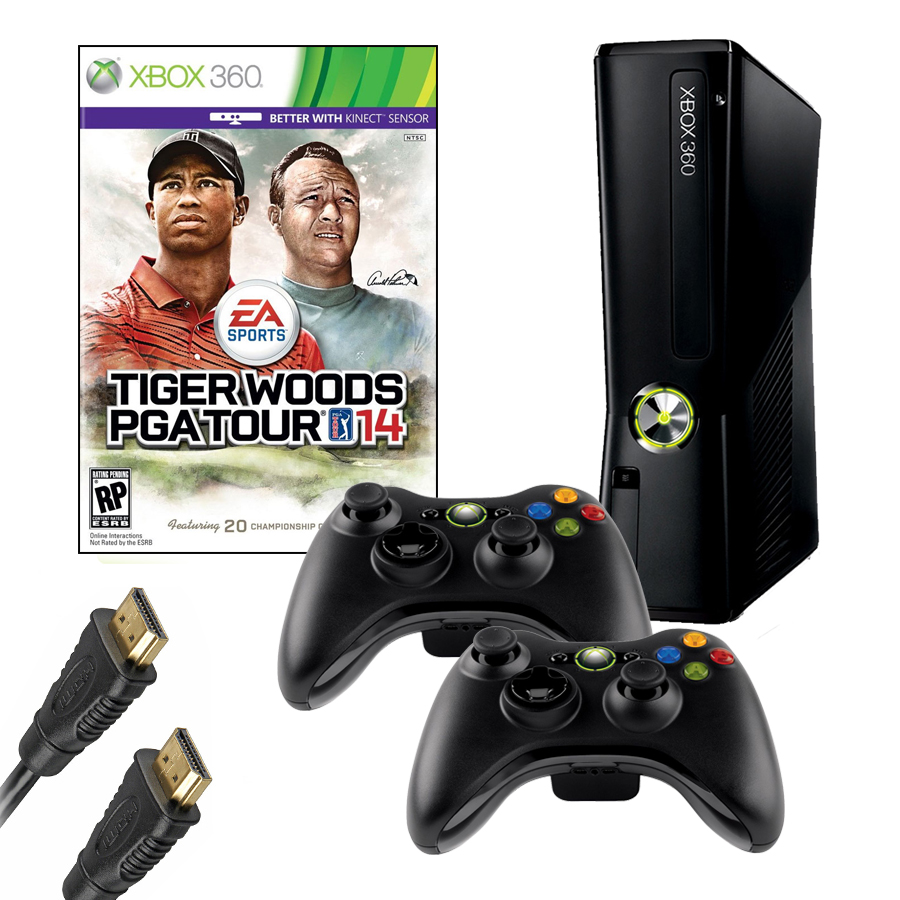 XBOX 360
BETTER WITH KINECT SENSOR
NTSC
EA
SPORTS
TIGER WOODS
PGA TOUR 14
RATING PENDING
RP
CONTENT RATED BY
ESRB
Online Interactions
Not Rated by the ESRB
Featuring 20 CHAMPIONSHIP
XBOX 360